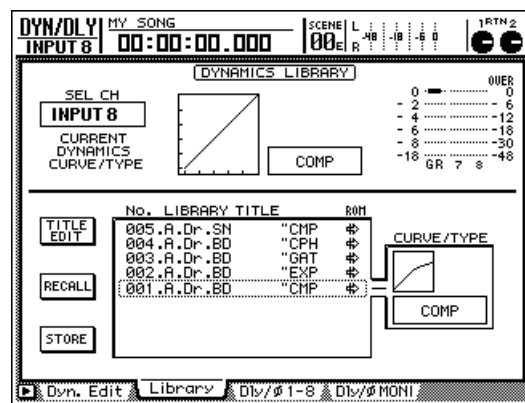 DYN/DLY MY SONG SCENE L -48 -18 -6 0 1 RTN 2
INPUT 8 00:00:00.000 00E R
DYNAMICS LIBRARY
SEL CH
INPUT 8
CURRENT
DYNAMICS
CURVE/TYPE
COMP
OVER
0 0
- 2 -6
- 4 -12
- 6 -18
- 8 -30
-18 -48
GR 7 8
No. LIBRARY TITLE ROM
005.A.Dr.SN "CMP
004.A.Dr.BD "CPH
003.A.Dr.BD "GAT
002.A.Dr.BD "EXP
001.A.Dr.BD "CMP
TITLE
EDIT
RECALL
STORE
CURVE/TYPE
COMP
Dyn. Edit Library Dly/Ø1-8 Dly/ØMONI